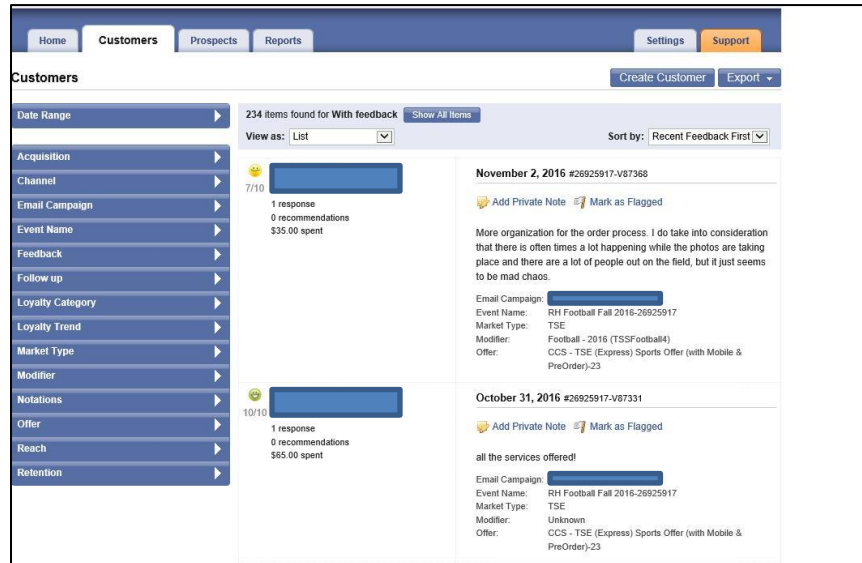 Home Customers Prospects Reports Settings Support
Customers Create Customer Export
Date Range
234 items found for With feedback Show All Items
View as: List Sort by: Recent Feedback First
Acquisition
Channel
Email Campaign
Event Name
Feedback
Follow up
Loyalty Category
Loyalty Trend
Market Type
Modifier
Notations
Offer
Reach
Retention
7/10
1 response
0 recommendations
$35.00 spent
November 2, 2016 #26925917-V87368
Add Private Note Mark as Flagged
More organization for the order process. I do take into consideration
that there is often times a lot happening while the photos are taking
place and there are a lot of people out on the field, but it just seems
to be mad chaos.
Email Campaign:
Event Name: RH Football Fall 2016-26925917
Market Type: TSE
Modifier: Football - 2016 (TSSFootball4)
Offer: CCS - TSE (Express) Sports Offer (with Mobile &
PreOrder)-23
10/10
1 response
0 recommendations
$65.00 spent
October 31, 2016 #26925917-V87331
Add Private Note Mark as Flagged
all the services offered!
Email Campaign:
Event Name: RH Football Fall 2016-26925917
Market Type: TSE
Modifier: Unknown
Offer: CCS - TSE (Express) Sports Offer (with Mobile &
PreOrder)-23